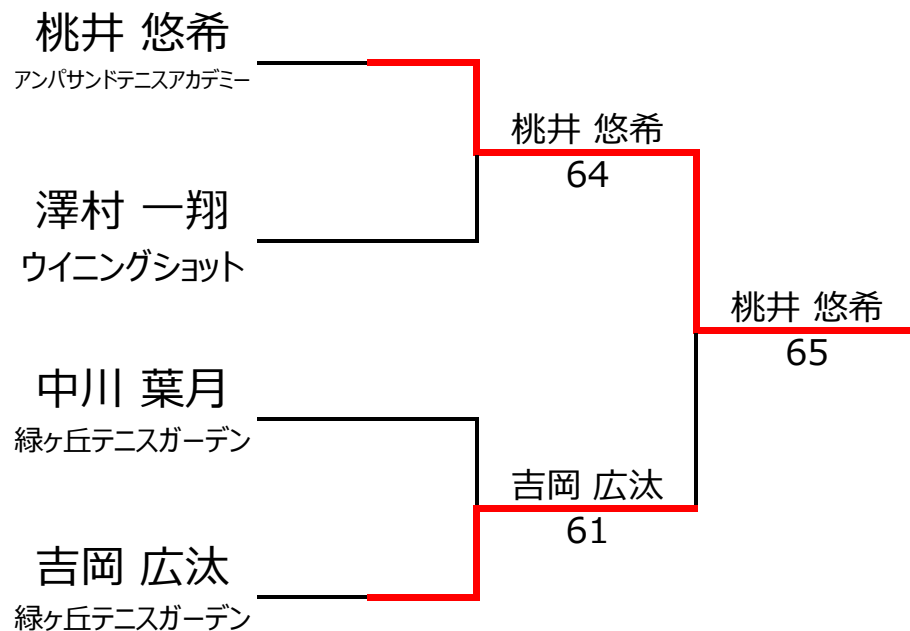 桃井 悠希
アンパサンドテニスアカデミー
桃井 悠希
64
澤村 一翔
ウイニングショット
桃井 悠希
65
中川 葉月
緑ヶ丘テニスガーデン
吉岡 広汰
61
吉岡 広汰
緑ヶ丘テニスガーデン